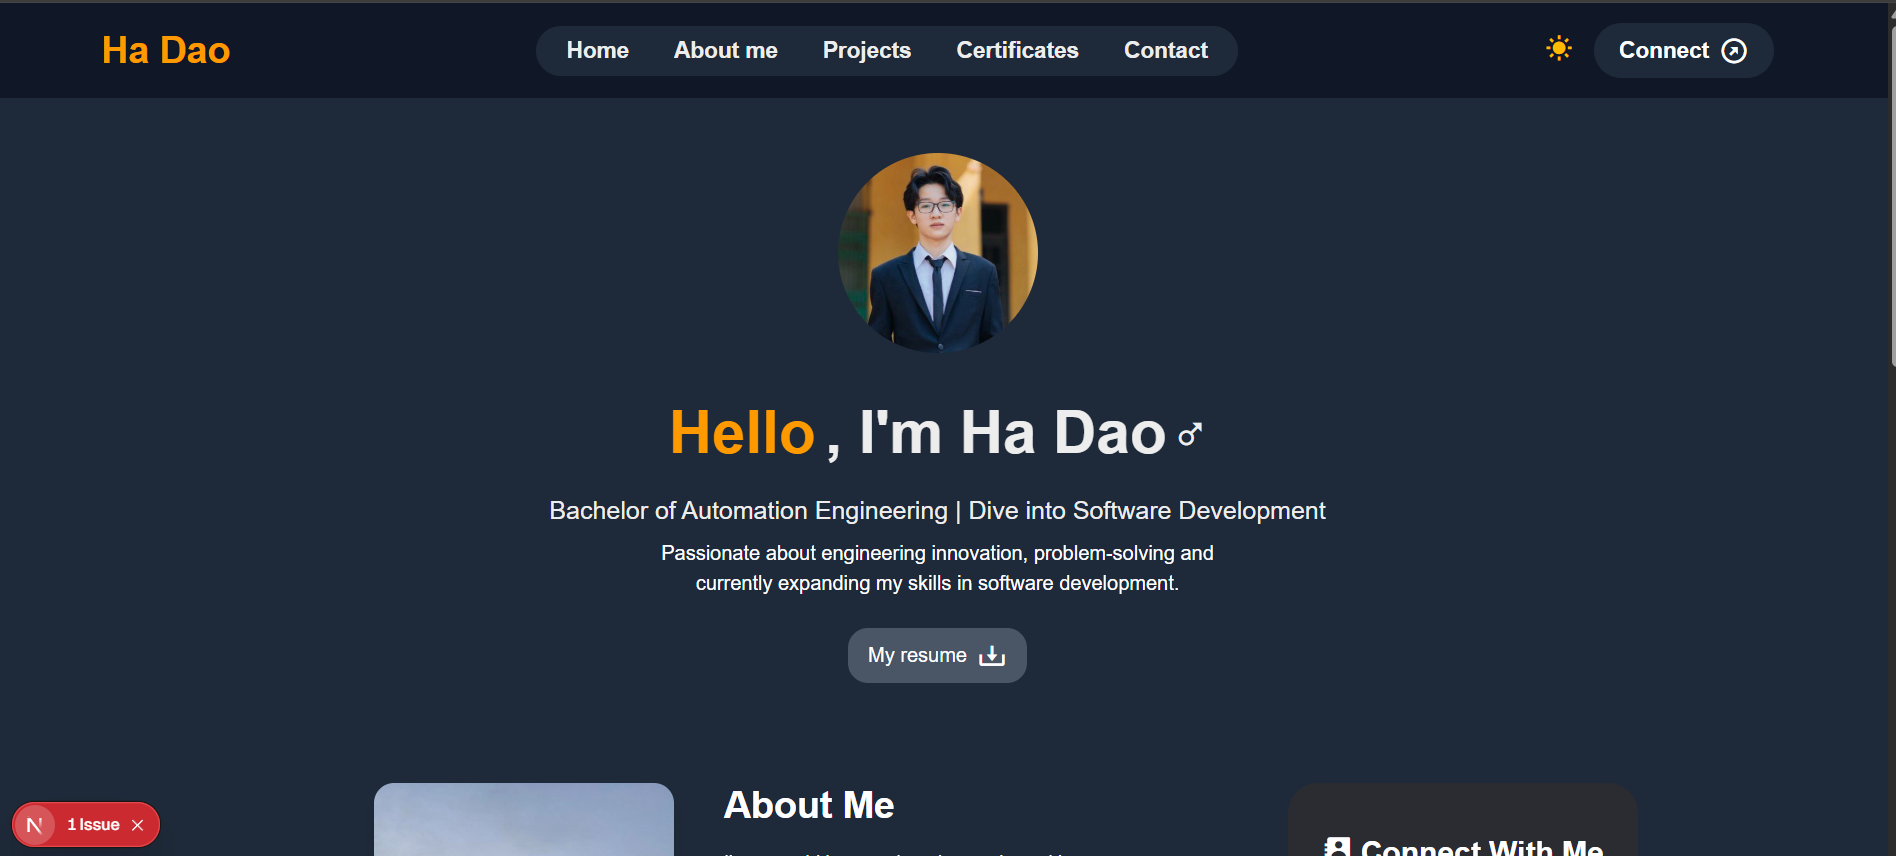 Ha Dao
Home About me Projects Certificates Contact
Connect
Hello, I'm Ha Dao♂
Bachelor of Automation Engineering | Dive into Software Development
Passionate about engineering innovation, problem-solving and
currently expanding my skills in software development.
My resume
About Me
Connect With Me
N 1 Issue